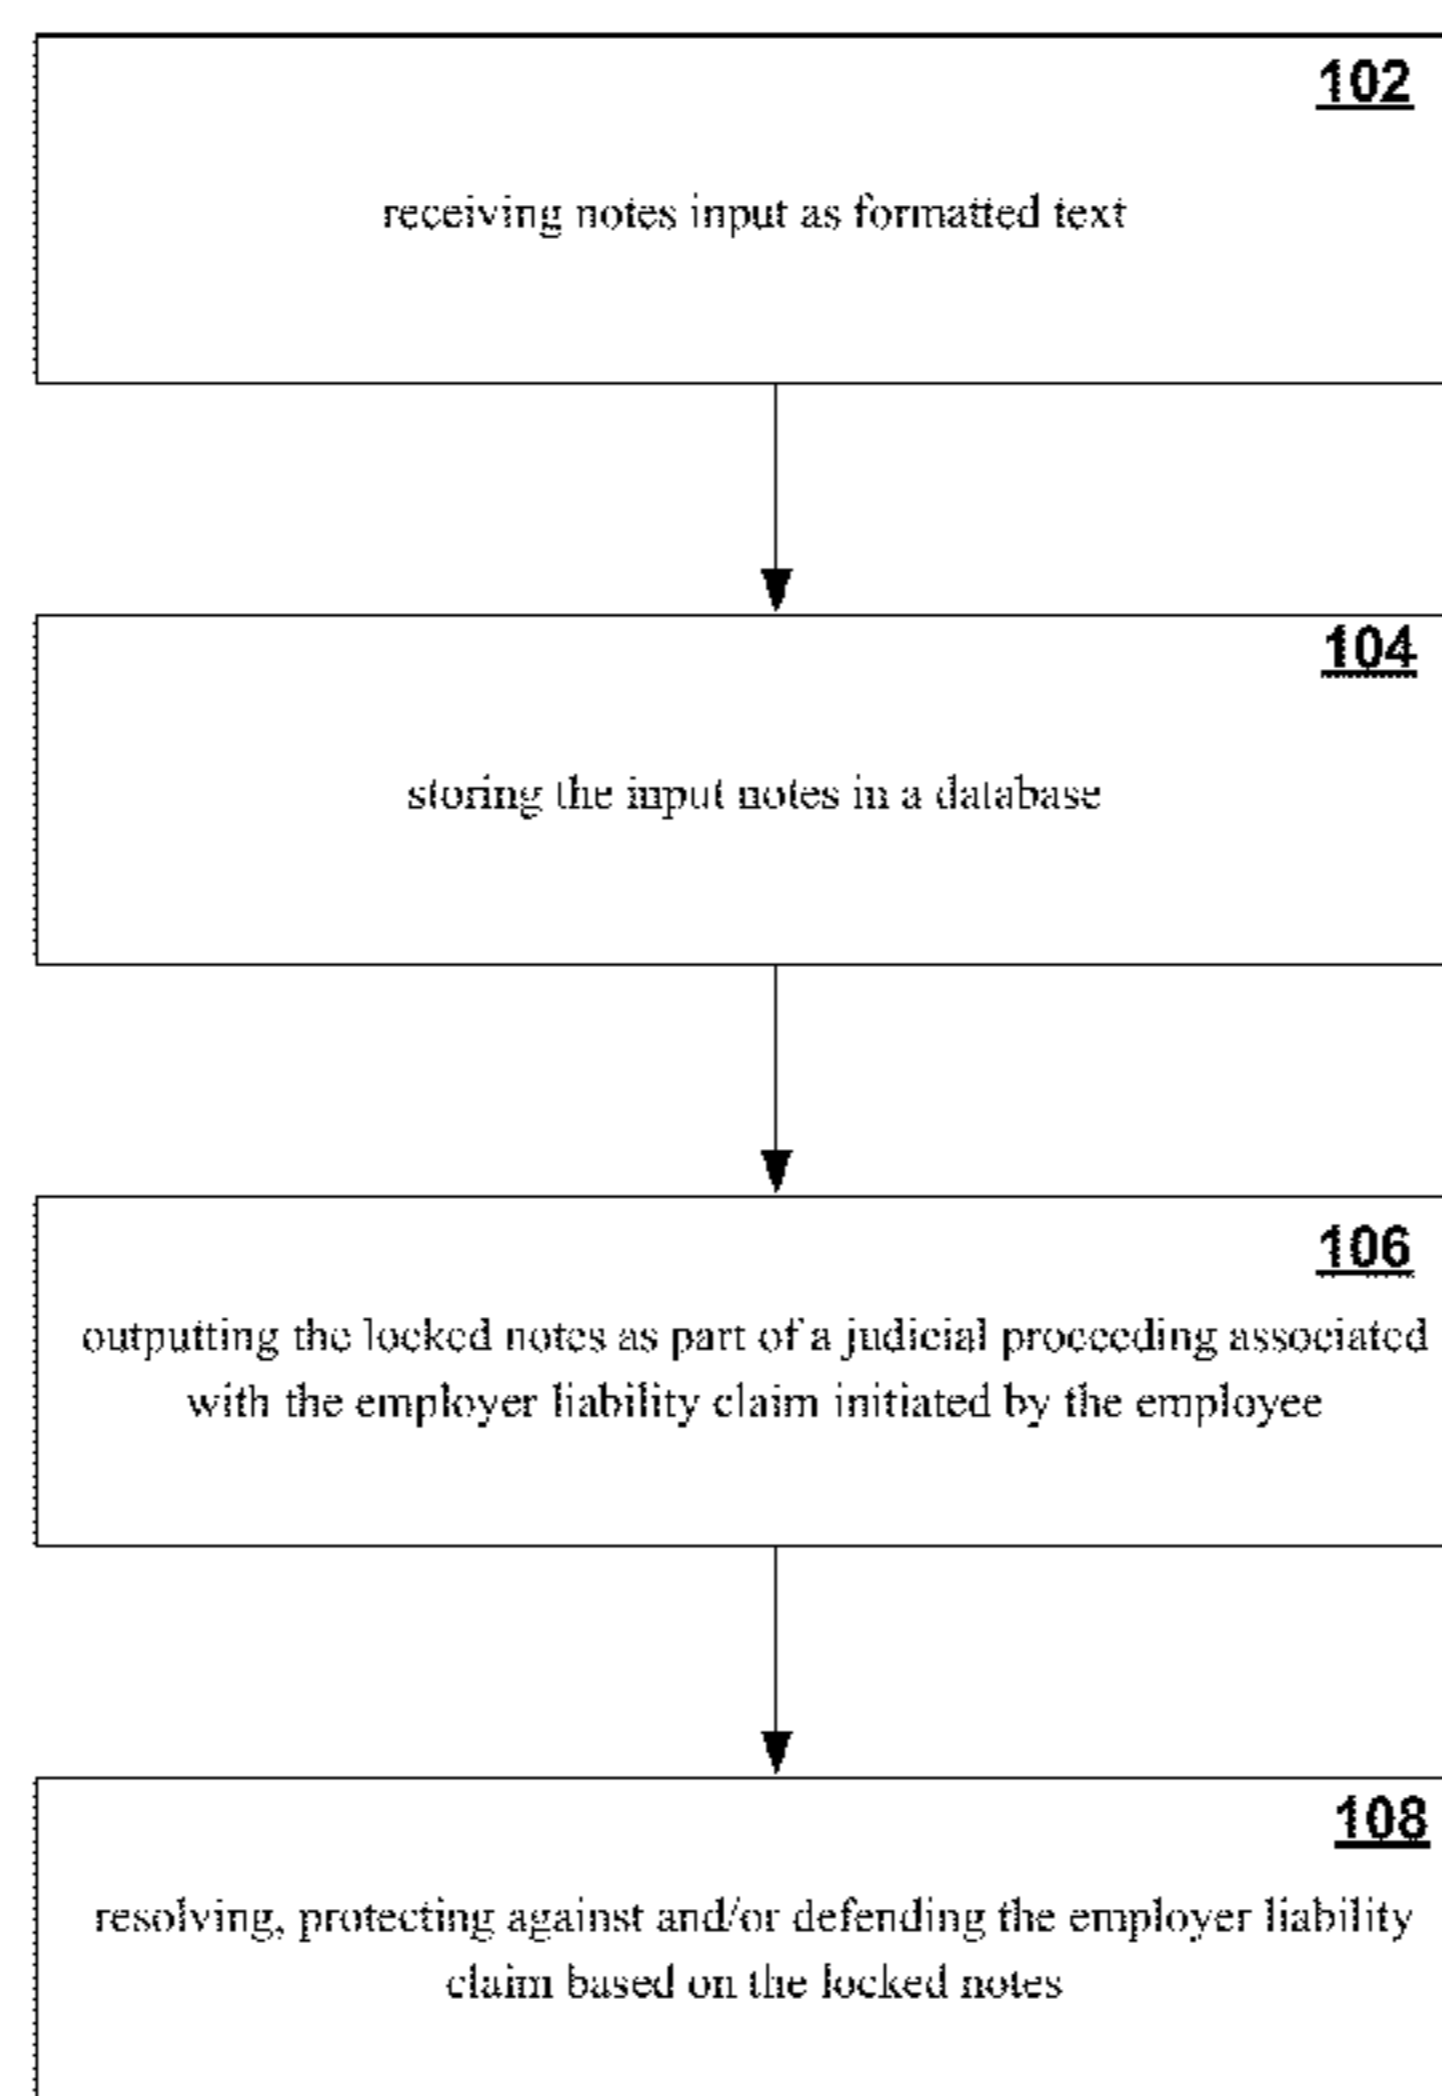 102
receiving notes input as formatted text
104
storing the input notes in a database
106
outputting the locked notes as part of a judicial proceeding associated
with the employer liability claim initiated by the employee
108
resolving, protecting against and/or defending the employer liability
claim based on the locked notes